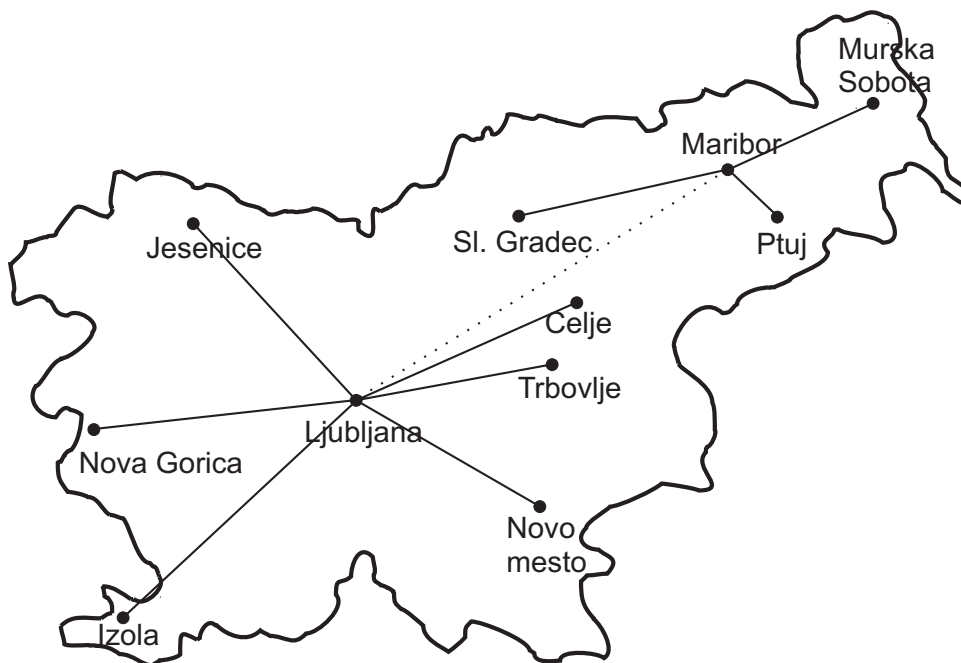 Murska
Sobota
Maribor
Jesenice
Sl. Gradec
Ptuj
Celje
Trbovlje
Ljubljana
Nova Gorica
Novo
mesto
Izola